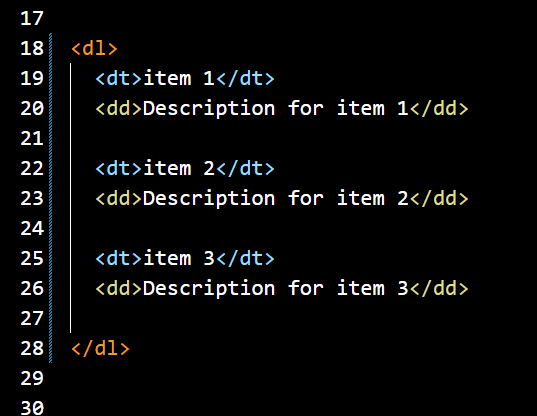 17
18 <dl>
19 <dt>item 1</dt>
20 <dd>Description for item 1</dd>
21
22 <dt>item 2</dt>
23 <dd>Description for item 2</dd>
24
25 <dt>item 3</dt>
26 <dd>Description for item 3</dd>
27
28 </dl>
29
30